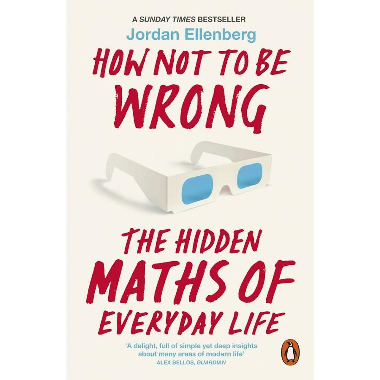 A SUNDAY TIMES BESTSELLER
Jordan Ellenberg
HOW NOT TO BE
WRONG
THE HIDDEN
MATHS OF
EVERYDAY LIFE
'A delight, full of simple yet deep insights
about many areas of modern life'
ALEX BELLOS, GUARDIAN